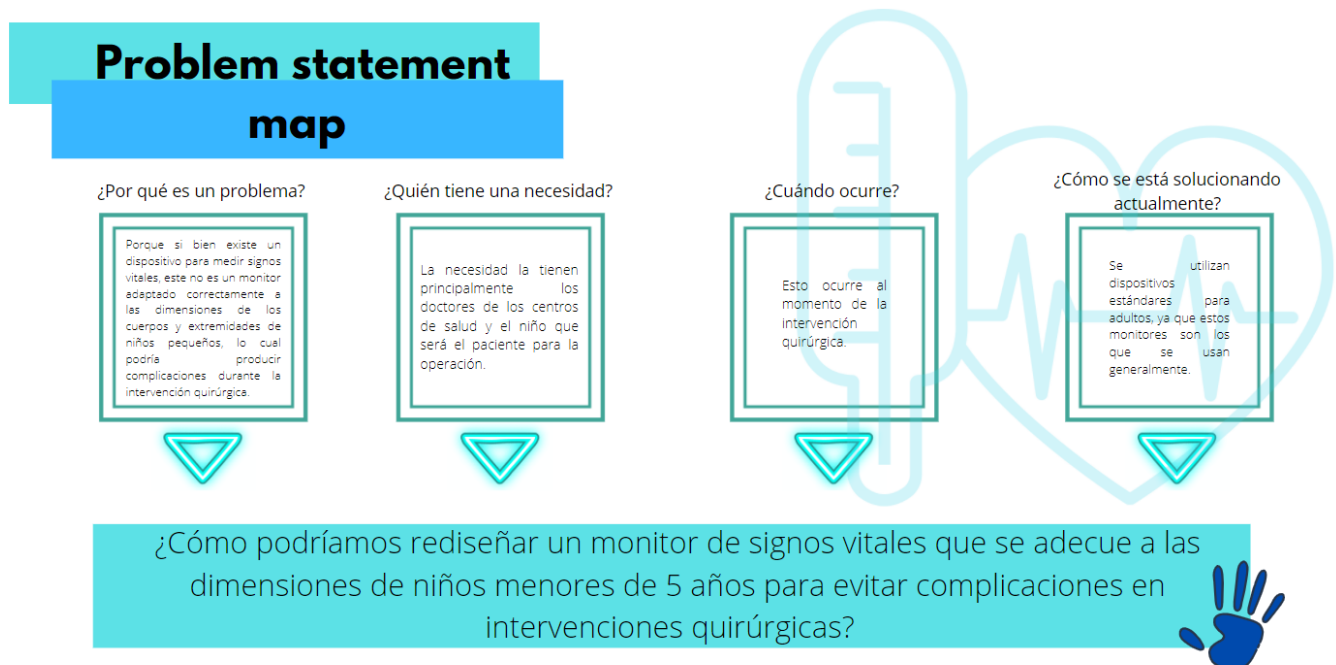 Problem statement
map
¿Por qué es un problema?
Porque si bien existe un
dispositivo para medir signos
vitales, este no es un monitor
adaptado correctamente a
las dimensiones de los
cuerpos y extremidades de
niños pequeños, lo cual
podría producir
complicaciones durante la
intervención quirúrgica.
¿Quién tiene una necesidad?
La necesidad la tienen
principalmente los
doctores de los centros
de salud y el niño que
será el paciente para la
operación.
¿Cuándo ocurre?
Esto ocurre al
momento de la
intervención
quirúrgica.
¿Cómo se está solucionando
actualmente?
Se utilizan
dispositivos
estándares para
adultos, ya que estos
monitores son los
que se usan
generalmente.
¿Cómo podríamos rediseñar un monitor de signos vitales que se adecue a las
dimensiones de niños menores de 5 años para evitar complicaciones en
intervenciones quirúrgicas?